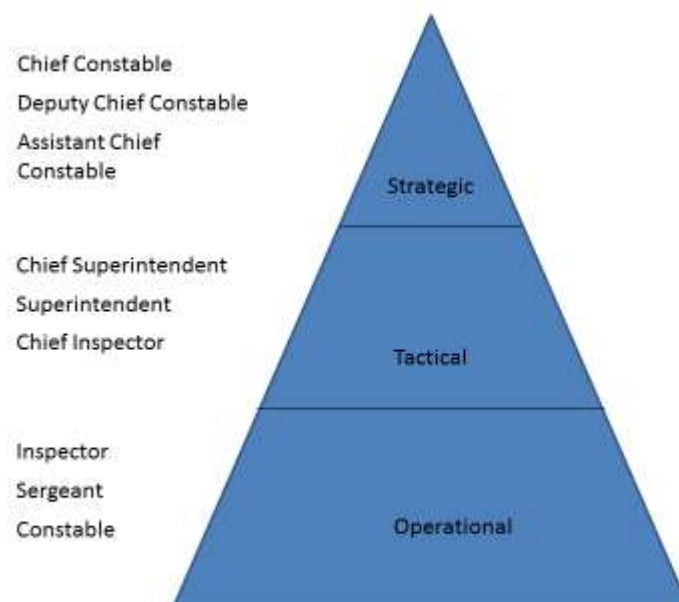 Chief Constable
Deputy Chief Constable
Assistant Chief
Constable
Strategic
Chief Superintendent
Superintendent
Chief Inspector
Tactical
Inspector
Sergeant
Constable
Operational